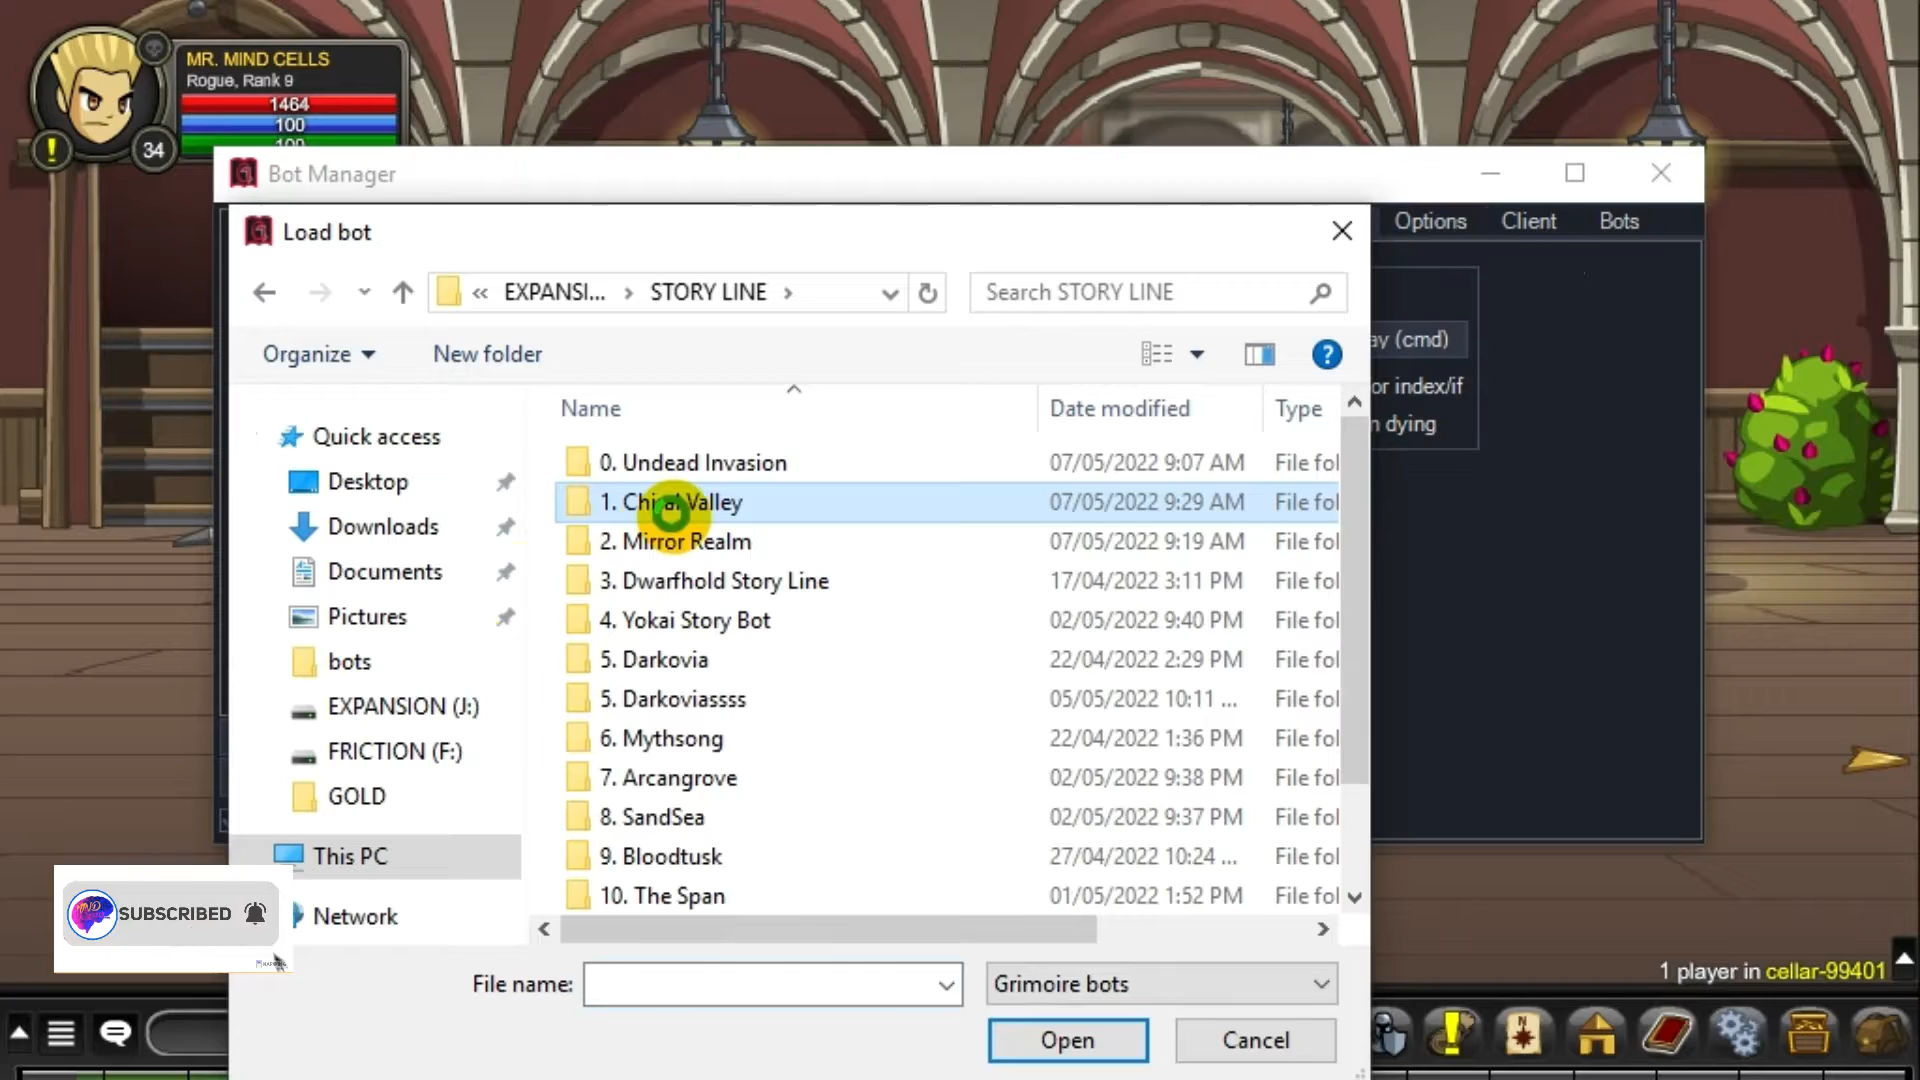 MR. MIND CELLS
Rogue, Rank 9
1464
100
100
34
Bot Manager
Options Client Bots
Load bot
« EXPANSI... › STORY LINE ›
Search STORY LINE
Organize
New folder
Name
Date modified
Type
Quick access
Desktop
Downloads
Documents
Pictures
bots
EXPANSION (J:)
FRICTION (F:)
GOLD
This PC
Network
0. Undead Invasion 07/05/2022 9:07 AM File fol
1. Chiral Valley 07/05/2022 9:29 AM File fol
2. Mirror Realm 07/05/2022 9:19 AM File fol
3. Dwarfhold Story Line 17/04/2022 3:11 PM File fol
4. Yokai Story Bot 02/05/2022 9:40 PM File fol
5. Darkovia 22/04/2022 2:29 PM File fol
5. Darkoviassss 05/05/2022 10:11 ... File fol
6. Mythsong 22/04/2022 1:36 PM File fol
7. Arcangrove 02/05/2022 9:38 PM File fol
8. SandSea 02/05/2022 9:37 PM File fol
9. Bloodtusk 27/04/2022 10:24 ... File fol
10. The Span 01/05/2022 1:52 PM File fol
ay (cmd)
or index/if
n dying
SUBSCRIBED
File name:
Grimoire bots
Open
Cancel
1 player in cellar-99401
N